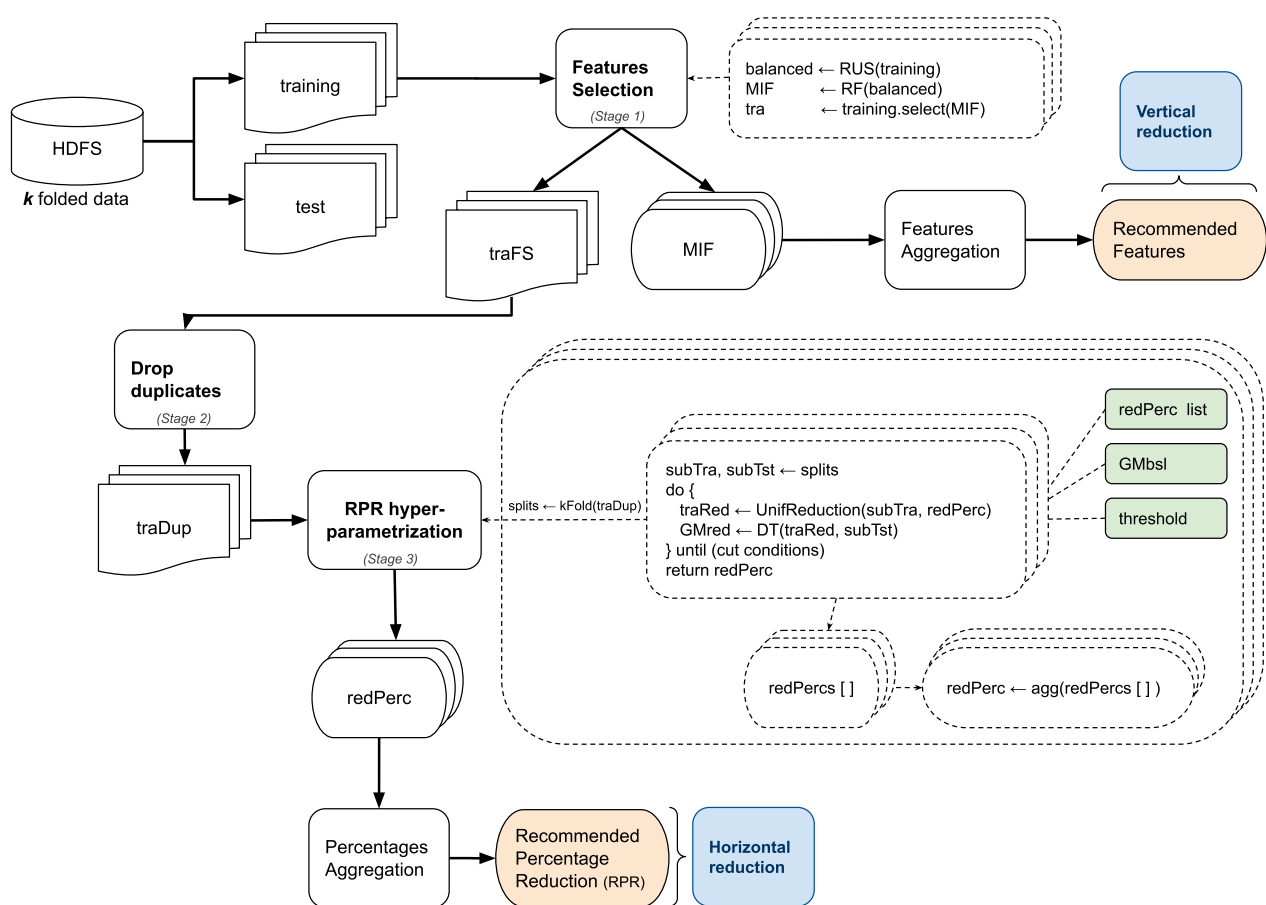 HDFS
k folded data
training
test
Features
Selection
(Stage 1)
balanced ← RUS(training)
MIF ← RF(balanced)
tra ← training.select(MIF)
Vertical
reduction
traFS
MIF
Features
Aggregation
Recommended
Features
Drop
duplicates
(Stage 2)
traDup
RPR hyper-
parametrization
(Stage 3)
splits ← kFold(traDup)
subTra, subTst ← splits
do {
traRed ← UnifReduction(subTra, redPerc)
GMred ← DT(traRed, subTst)
} until (cut conditions)
return redPerc
redPerc list
GMbsl
threshold
redPercs [ ]
redPerc ← agg(redPercs [ ] )
redPerc
Percentages
Aggregation
Recommended
Percentage
Reduction (RPR)
Horizontal
reduction